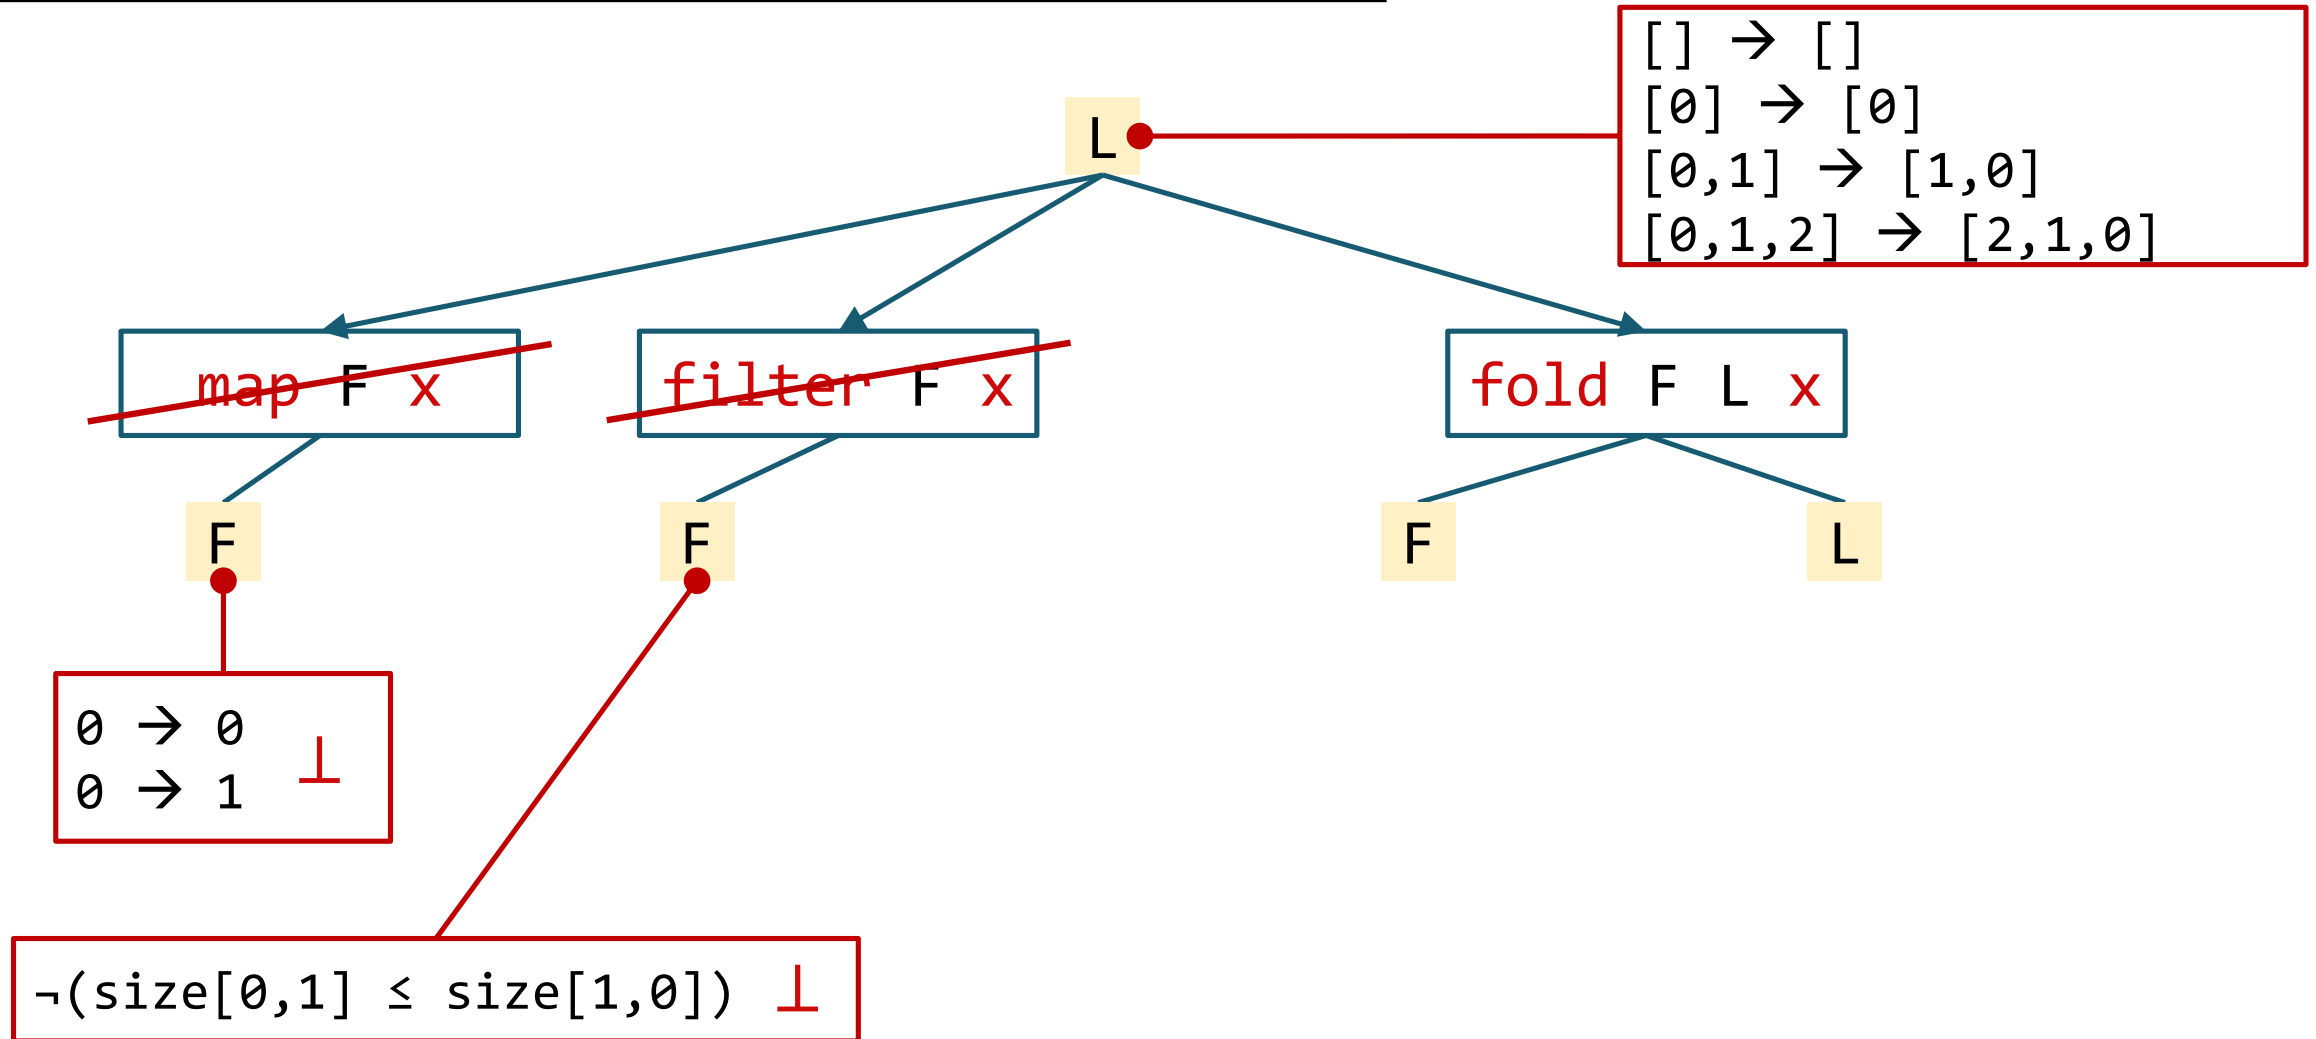 [] → []
[0] → [0]
[0,1] → [1,0]
[0,1,2] → [2,1,0]
L
map F x
filter F x
fold F L x
F
F
F
L
0 → 0
0 → 1
⊥
¬(size[0,1] ≤ size[1,0]) ⊥